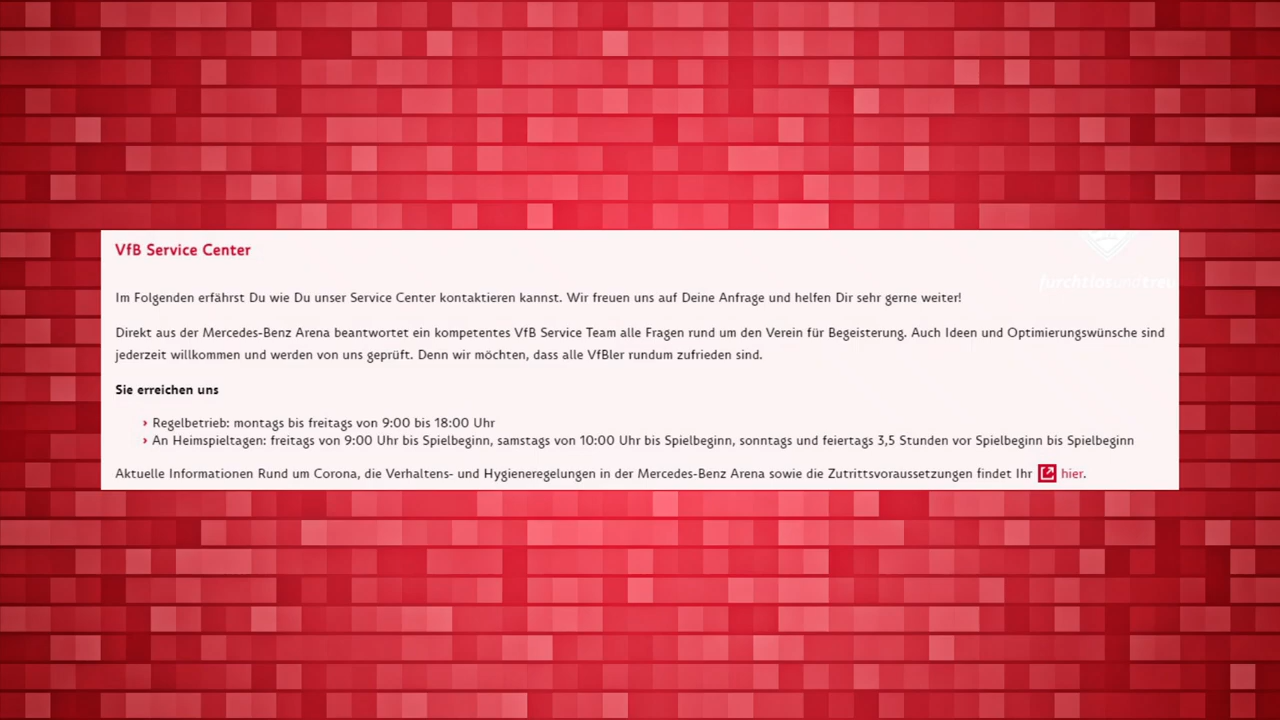 VfB Service Center
furchtlosundtreu
Im Folgenden erfährst Du wie Du unser Service Center kontaktieren kannst. Wir freuen uns auf Deine Anfrage und helfen Dir sehr gerne weiter!
Direkt aus der Mercedes-Benz Arena beantwortet ein kompetentes VfB Service Team alle Fragen rund um den Verein für Begeisterung. Auch Ideen und Optimierungswünsche sind
jederzeit willkommen und werden von uns geprüft. Denn wir möchten, dass alle VfBler rundum zufrieden sind.
Sie erreichen uns
› Regelbetrieb: montags bis freitags von 9:00 bis 18:00 Uhr
› An Heimspieltagen: freitags von 9:00 Uhr bis Spielbeginn, samstags von 10:00 Uhr bis Spielbeginn, sonntags und feiertags 3,5 Stunden vor Spielbeginn bis Spielbeginn
Aktuelle Informationen Rund um Corona, die Verhaltens- und Hygieneregelungen in der Mercedes-Benz Arena sowie die Zutrittsvoraussetzungen findet Ihr hier.